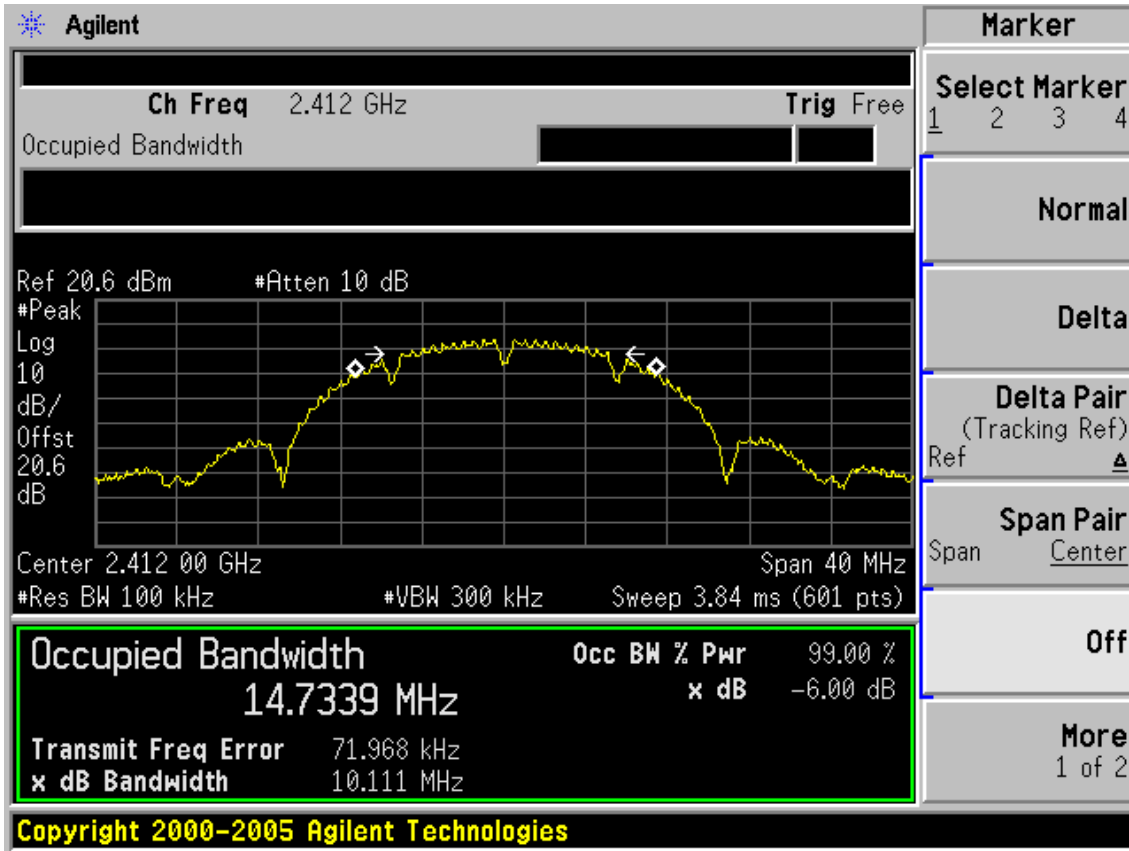 Agilent
Ch Freq 2.412 GHz Trig Free
Occupied Bandwidth
Ref 20.6 dBm #Atten 10 dB
#Peak
Log
10
dB/
Offst
20.6
dB
Center 2.412 00 GHz Span 40 MHz
#Res BW 100 kHz #VBW 300 kHz Sweep 3.84 ms (601 pts)
Occupied Bandwidth
14.7339 MHz
Occ BW % Pwr 99.00 %
x dB -6.00 dB
Transmit Freq Error 71.968 kHz
x dB Bandwidth 10.111 MHz
Copyright 2000-2005 Agilent Technologies
Marker
Select Marker
1 2 3 4
Normal
Delta
Delta Pair
(Tracking Ref)
Ref Δ
Span Pair
Span Center
Off
More
1 of 2